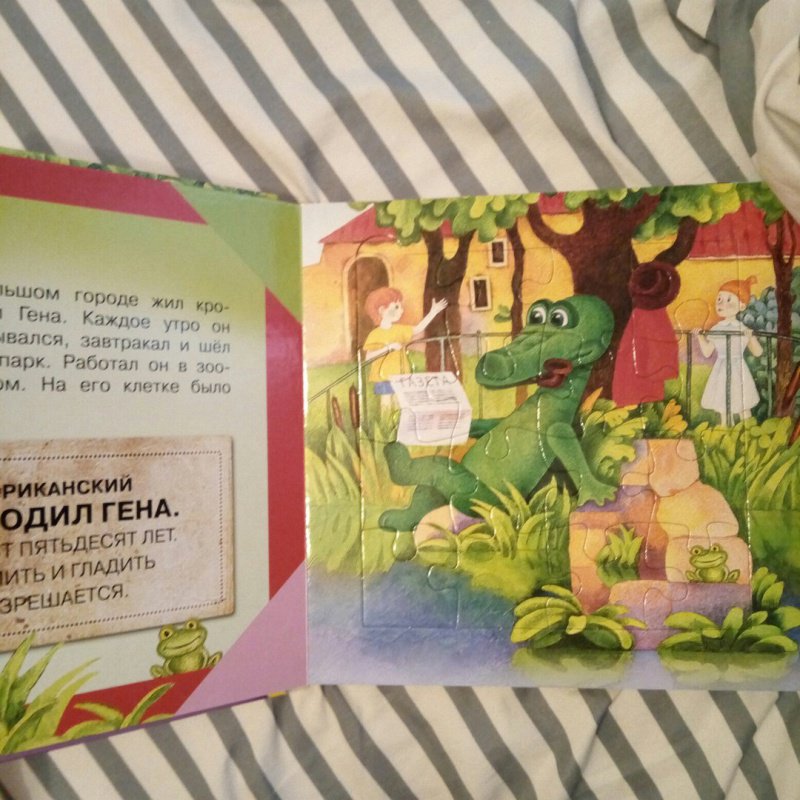 льшом городе жил кро-
Гена. Каждое утро он
ывался, завтракал и шёл
парк. Работал он в зоо-
ом. На его клетке было
РИКАНСКИЙ
ОДИЛ ГЕНА.
Т ПЯТЬДЕСЯТ ЛЕТ.
ИТЬ И ГЛАДИТЬ
ЗРЕШАЕТСЯ.
ГАЗЕТА